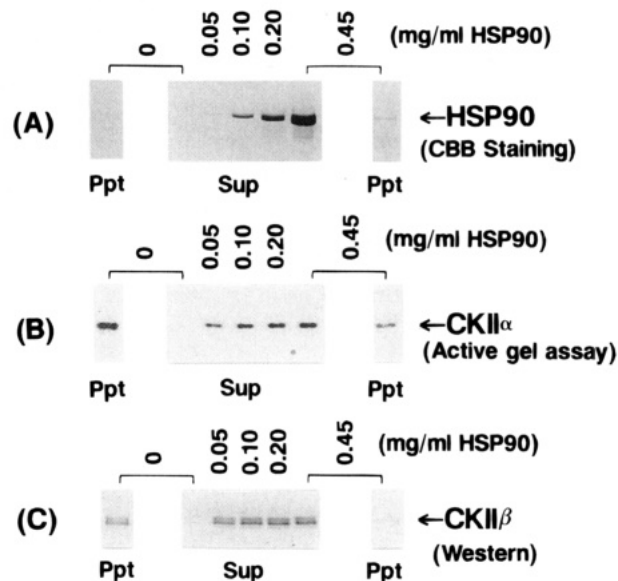 0 0.05 0.10 0.20 0.45 (mg/ml HSP90)
(A) ←HSP90
(CBB Staining)
Ppt Sup Ppt
0 0.05 0.10 0.20 0.45 (mg/ml HSP90)
(B) ←CKIIα
(Active gel assay)
Ppt Sup Ppt
0 0.05 0.10 0.20 0.45 (mg/ml HSP90)
(C) ←CKIIβ
(Western)
Ppt Sup Ppt